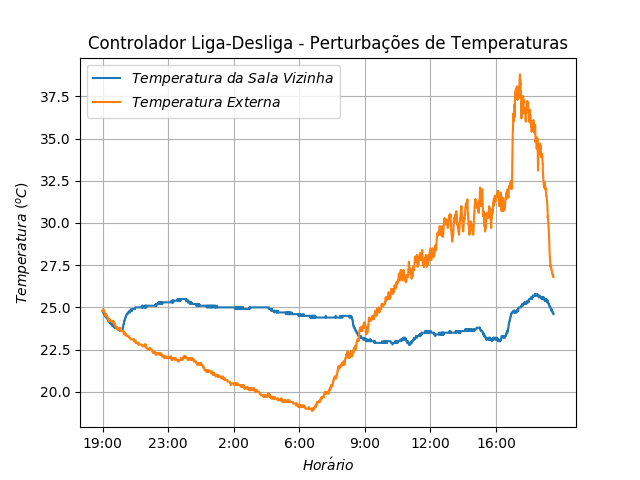 Controlador Liga-Desliga - Perturbações de Temperaturas
Temperatura da Sala Vizinha
Temperatura Externa
37.5
35.0
32.5
30.0
27.5
25.0
22.5
20.0
Temperatura (ºC)
19:00 23:00 2:00 6:00 9:00 12:00 16:00
Horário